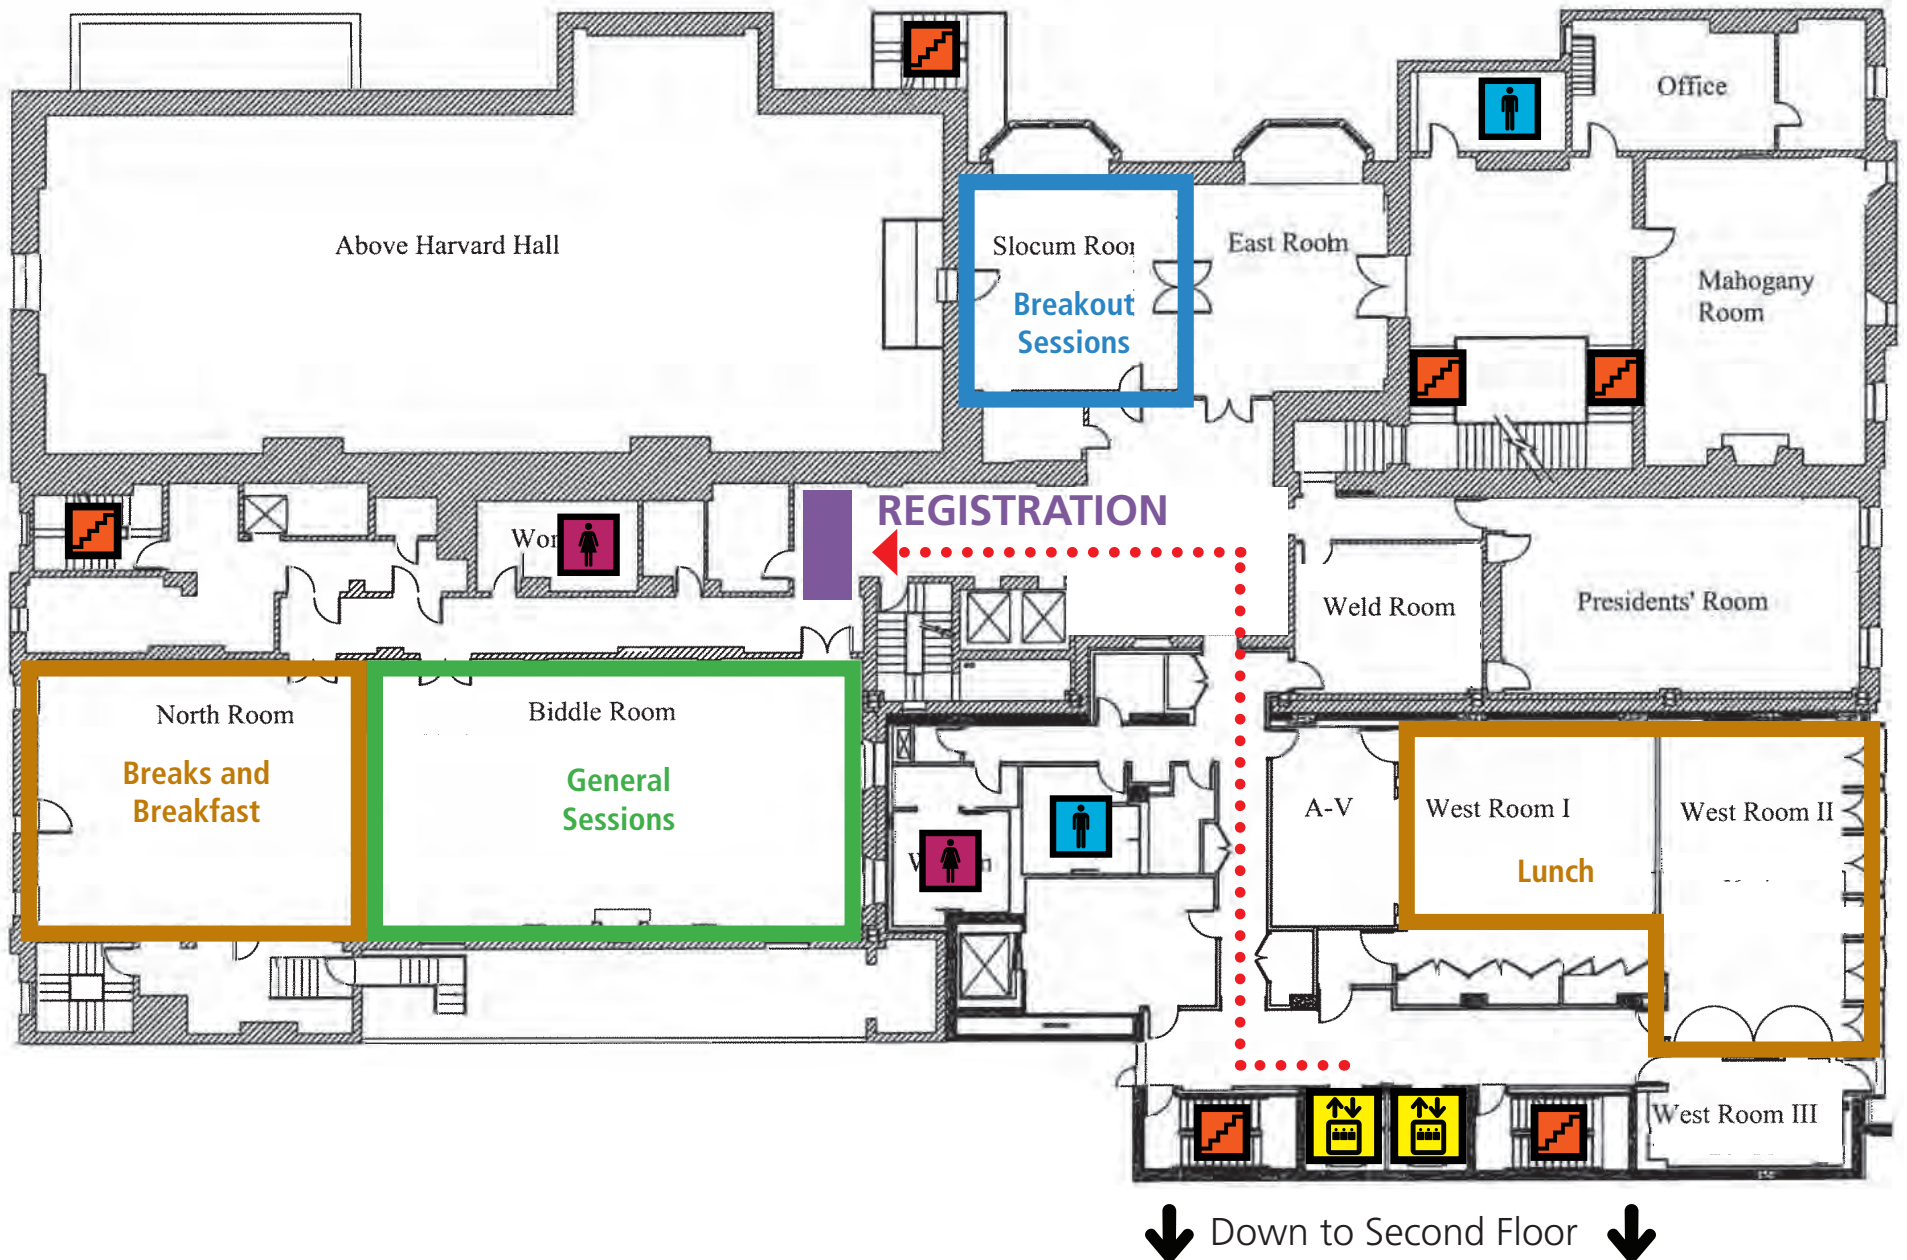 Office
Above Harvard Hall
Slocum Roor
East Room
Breakout
Sessions
Mahogany
Room
REGISTRATION
Wor
Weld Room
Presidents' Room
North Room
Biddle Room
Breaks and
Breakfast
General
Sessions
A-V
West Room I
West Room II
Lunch
West Room III
Down to Second Floor